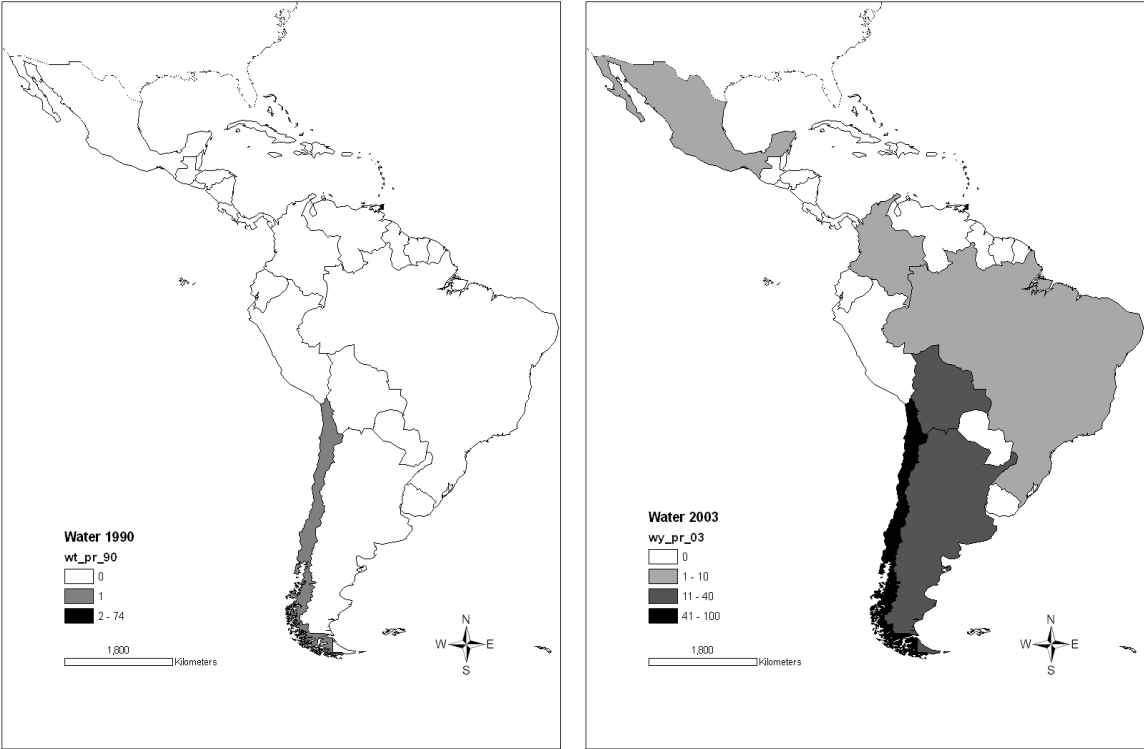 Water 1990
wt_pr_90
0
1
2 - 74
1,800
Kilometers
N
W E
S
Water 2003
wy_pr_03
0
1 - 10
11 - 40
41 - 100
1,800
Kilometers
N
W E
S